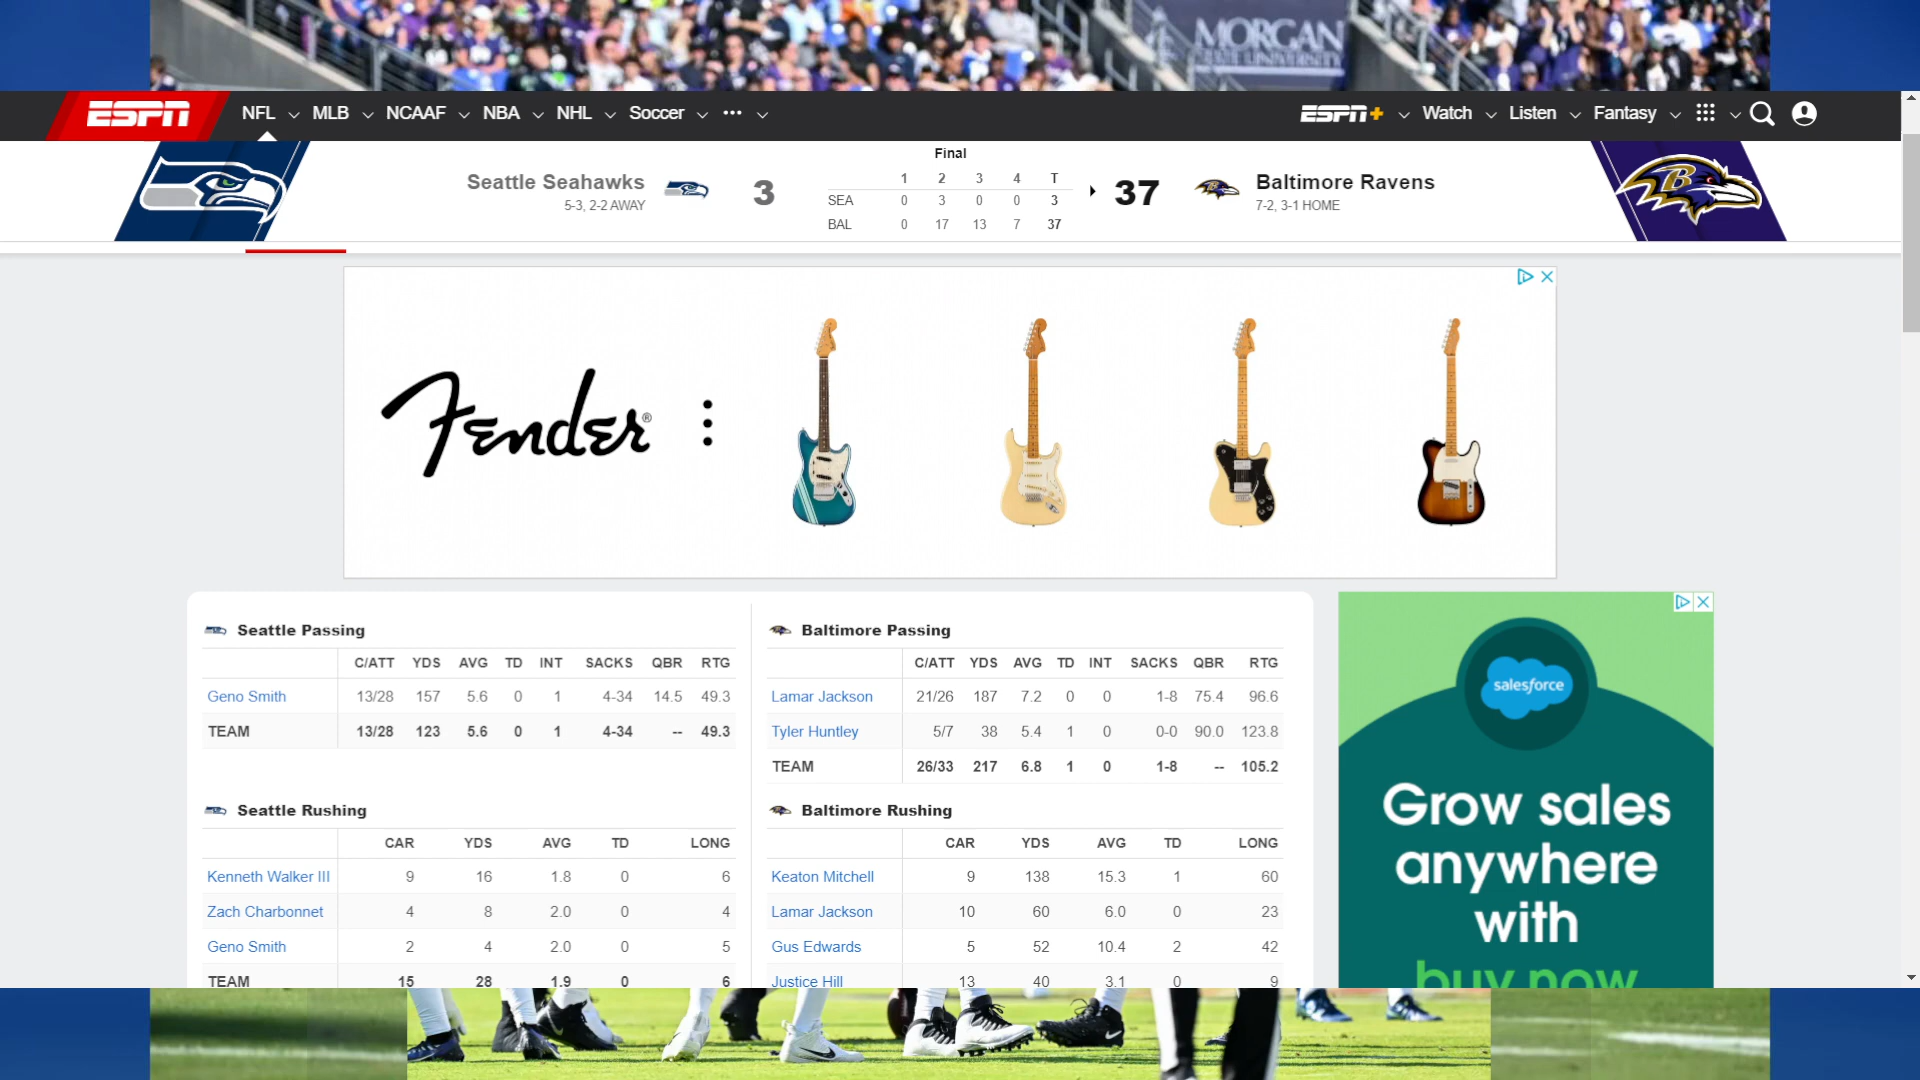 MORGAN
STATE UNIVERSITY
ESPN NFL MLB NCAAF NBA NHL Soccer ••• ESPN+ Watch Listen Fantasy
Final
Seattle Seahawks 3
5-3, 2-2 AWAY
1 2 3 4 T
SEA 0 3 0 0 3
BAL 0 17 13 7 37
37 Baltimore Ravens
7-2, 3-1 HOME
B
Fender®
Seattle Passing
C/ATT YDS AVG TD INT SACKS QBR RTG
Geno Smith 13/28 157 5.6 0 1 4-34 14.5 49.3
TEAM 13/28 123 5.6 0 1 4-34 -- 49.3
Baltimore Passing
C/ATT YDS AVG TD INT SACKS QBR RTG
Lamar Jackson 21/26 187 7.2 0 0 1-8 75.4 96.6
Tyler Huntley 5/7 38 5.4 1 0 0-0 90.0 123.8
TEAM 26/33 217 6.8 1 0 1-8 -- 105.2
Seattle Rushing
CAR YDS AVG TD LONG
Kenneth Walker III 9 16 1.8 0 6
Zach Charbonnet 4 8 2.0 0 4
Geno Smith 2 4 2.0 0 5
TEAM 15 28 1.9 0 6
Baltimore Rushing
CAR YDS AVG TD LONG
Keaton Mitchell 9 138 15.3 1 60
Lamar Jackson 10 60 6.0 0 23
Gus Edwards 5 52 10.4 2 42
Justice Hill 13 40 3.1 0 9
salesforce
Grow sales
anywhere
with
buy now